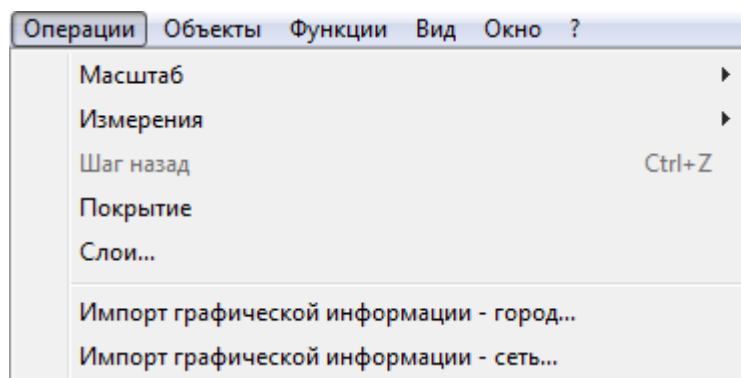 Операции Объекты Функции Вид Окно ?
Масштаб
Измерения
Шаг назад Ctrl+Z
Покрытие
Слои...
Импорт графической информации - город...
Импорт графической информации - сеть...